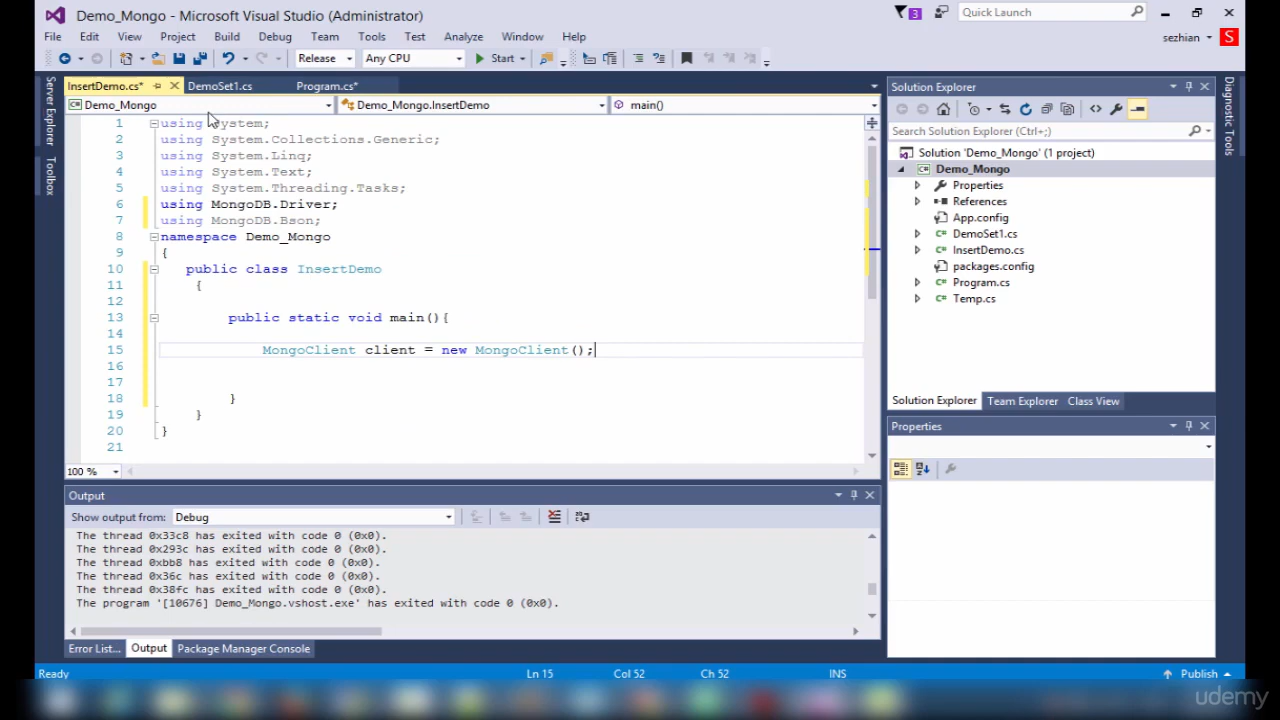 Demo_Mongo - Microsoft Visual Studio (Administrator)
3
Quick Launch (Ctrl+Q)
File Edit View Project Build Debug Team Tools Test Analyze Window Help
sezhian S
Release Any CPU Start
Server Explorer
Toolbox
InsertDemo.cs* DemoSet1.cs Program.cs*
Demo_Mongo Demo_Mongo.InsertDemo main()
1 using System;
2 using System.Collections.Generic;
3 using System.Linq;
4 using System.Text;
5 using System.Threading.Tasks;
6 using MongoDB.Driver;
7 using MongoDB.Bson;
8 namespace Demo_Mongo
9 {
10 public class InsertDemo
11 {
12
13 public static void main(){
14
15 MongoClient client = new MongoClient();
16
17
18 }
19 }
20 }
21
100 %
Output
Show output from: Debug
The thread 0x33c8 has exited with code 0 (0x0).
The thread 0x293c has exited with code 0 (0x0).
The thread 0xbb8 has exited with code 0 (0x0).
The thread 0x36c has exited with code 0 (0x0).
The thread 0x38fc has exited with code 0 (0x0).
The program '[10676] Demo_Mongo.vshost.exe' has exited with code 0 (0x0).
Error List... Output Package Manager Console
Solution Explorer
Search Solution Explorer (Ctrl+;)
Solution 'Demo_Mongo' (1 project)
Demo_Mongo
Properties
References
App.config
DemoSet1.cs
InsertDemo.cs
packages.config
Program.cs
Temp.cs
Solution Explorer Team Explorer Class View
Properties
Diagnostic Tools
Ready Ln 15 Col 52 Ch 52 INS Publish
udemy